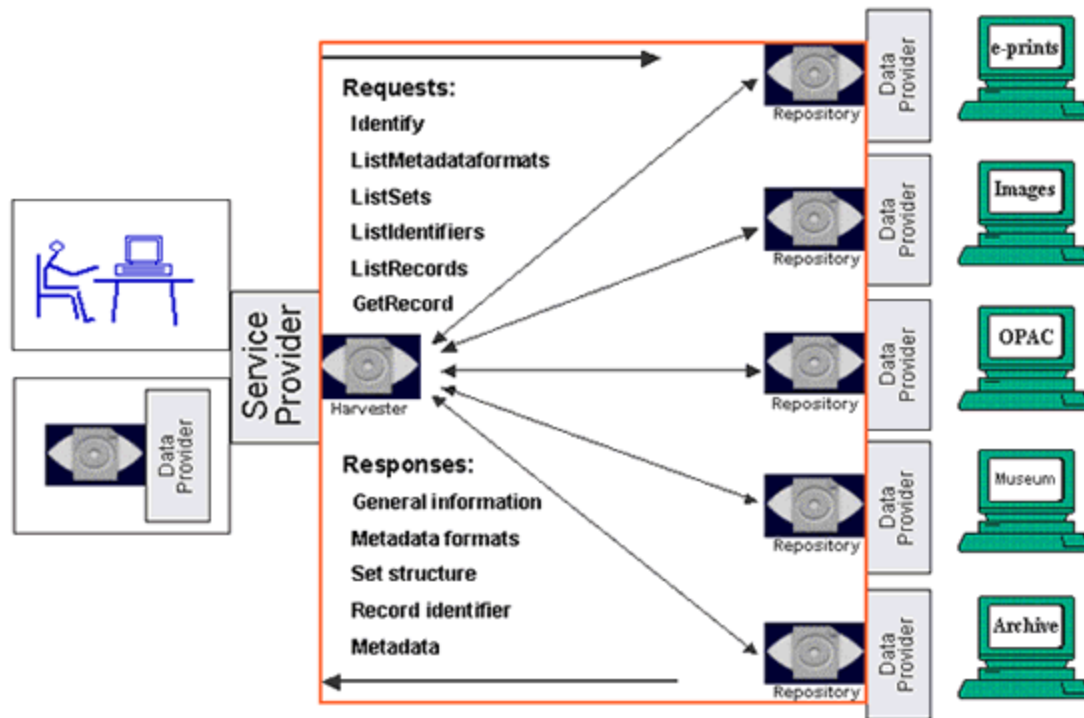 Requests:
Identify
ListMetadataformats
ListSets
ListIdentifiers
ListRecords
GetRecord
Service
Provider
Harvester
Data
Provider
Responses:
General information
Metadata formats
Set structure
Record identifier
Metadata
Repository
Data
Provider
e-prints
Repository
Data
Provider
Images
Repository
Data
Provider
OPAC
Repository
Data
Provider
Museum
Repository
Data
Provider
Archive